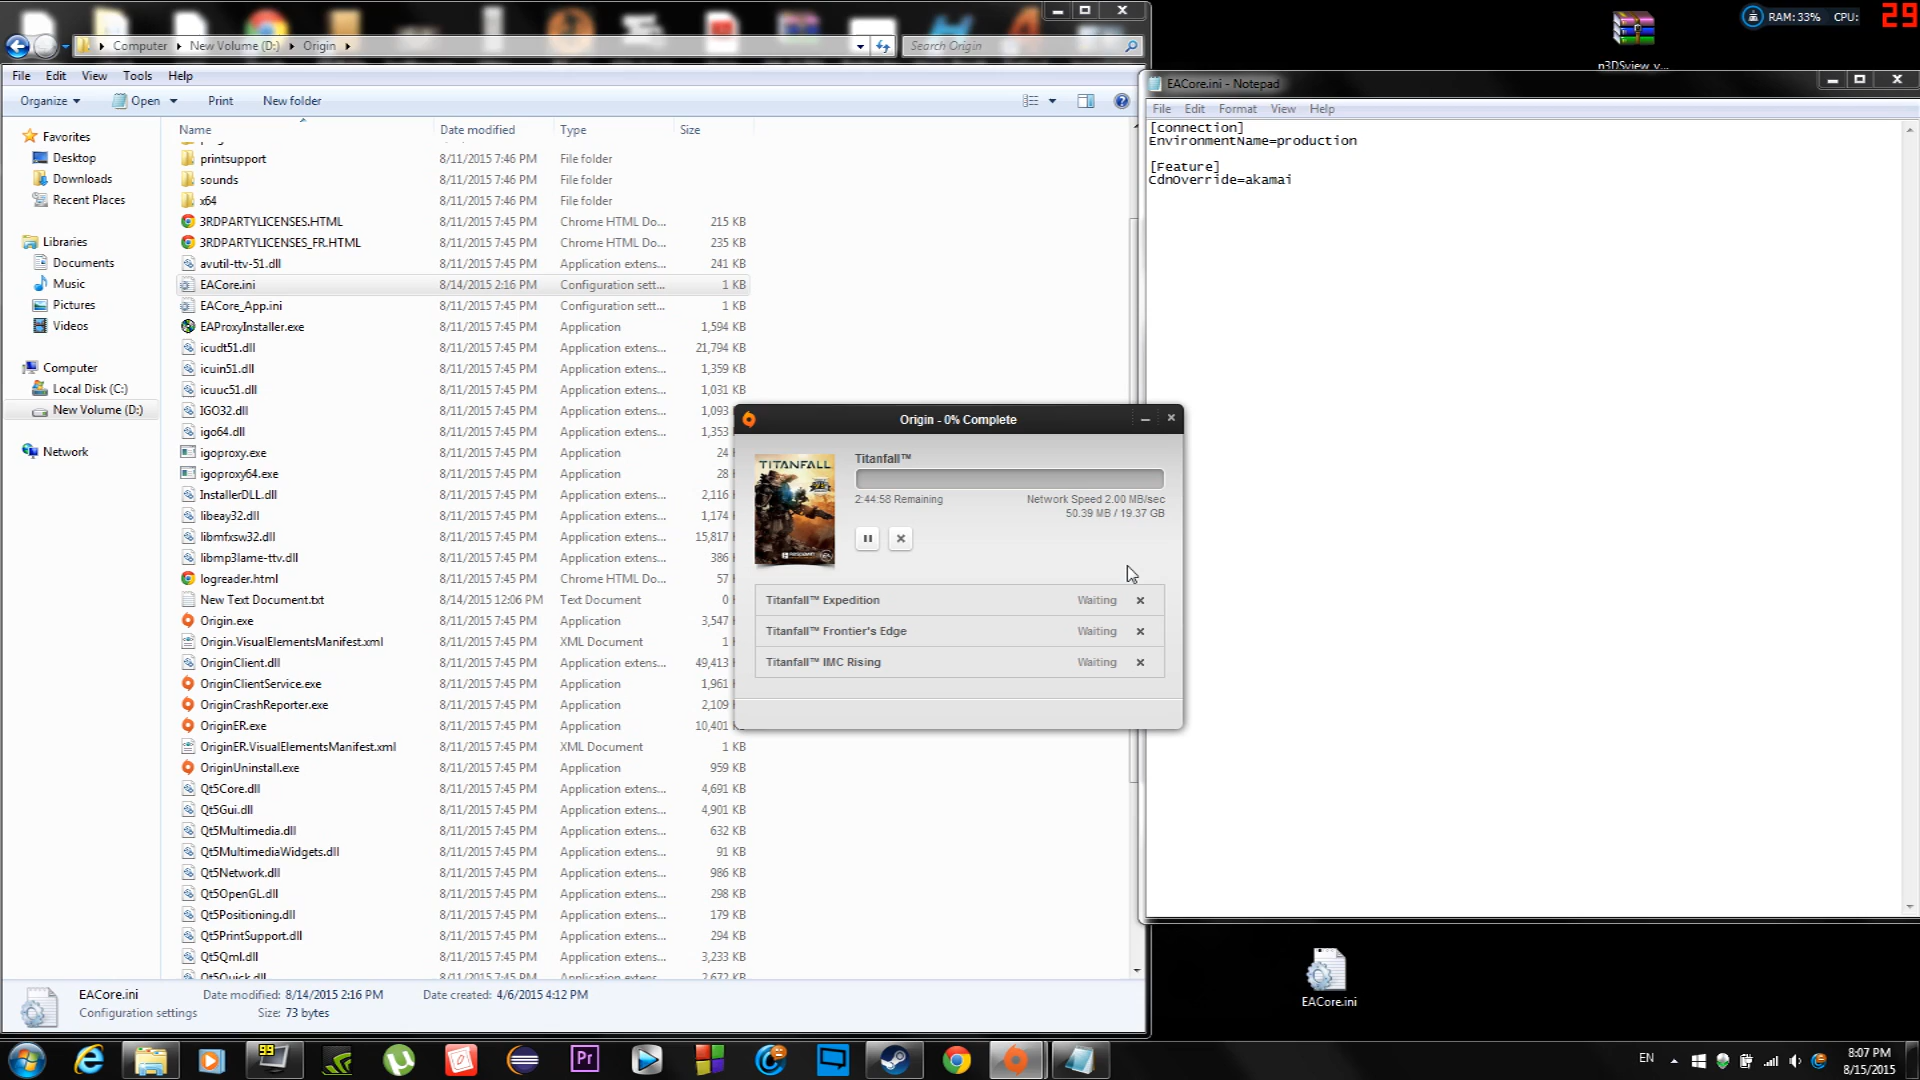 Computer ▸ New Volume (D:) ▸ Origin ▸
Search Origin
File Edit View Tools Help
Organize Open Print New folder
Favorites
Desktop
Downloads
Recent Places
Libraries
Documents
Music
Pictures
Videos
Computer
Local Disk (C:)
New Volume (D:)
Network
Name Date modified Type Size
printsupport 8/11/2015 7:46 PM File folder
sounds 8/11/2015 7:46 PM File folder
x64 8/11/2015 7:46 PM File folder
3RDPARTYLICENSES.HTML 8/11/2015 7:45 PM Chrome HTML Do... 215 KB
3RDPARTYLICENSES_FR.HTML 8/11/2015 7:45 PM Chrome HTML Do... 235 KB
avutil-ttv-51.dll 8/11/2015 7:45 PM Application extens... 241 KB
EACore.ini 8/14/2015 2:16 PM Configuration sett... 1 KB
EACore_App.ini 8/11/2015 7:45 PM Configuration sett... 1 KB
EAProxyInstaller.exe 8/11/2015 7:45 PM Application 1,594 KB
icudt51.dll 8/11/2015 7:45 PM Application extens... 21,794 KB
icuin51.dll 8/11/2015 7:45 PM Application extens... 1,359 KB
icuuc51.dll 8/11/2015 7:45 PM Application extens... 1,031 KB
IGO32.dll 8/11/2015 7:45 PM Application extens... 1,093
igo64.dll 8/11/2015 7:45 PM Application extens... 1,353
igoproxy.exe 8/11/2015 7:45 PM Application 24
igoproxy64.exe 8/11/2015 7:45 PM Application 28
InstallerDLL.dll 8/11/2015 7:45 PM Application extens... 2,116
libeay32.dll 8/11/2015 7:45 PM Application extens... 1,174
libmfxsw32.dll 8/11/2015 7:45 PM Application extens... 15,817
libmp3lame-ttv.dll 8/11/2015 7:45 PM Application extens... 386
logreader.html 8/11/2015 7:45 PM Chrome HTML Do... 57
New Text Document.txt 8/14/2015 12:06 PM Text Document 0
Origin.exe 8/11/2015 7:45 PM Application 3,547
Origin.VisualElementsManifest.xml 8/11/2015 7:45 PM XML Document 1
OriginClient.dll 8/11/2015 7:45 PM Application extens... 49,413
OriginClientService.exe 8/11/2015 7:45 PM Application 1,961
OriginCrashReporter.exe 8/11/2015 7:45 PM Application 2,109
OriginER.exe 8/11/2015 7:45 PM Application 10,401
OriginER.VisualElementsManifest.xml 8/11/2015 7:45 PM XML Document 1 KB
OriginUninstall.exe 8/11/2015 7:45 PM Application 959 KB
Qt5Core.dll 8/11/2015 7:45 PM Application extens... 4,691 KB
Qt5Gui.dll 8/11/2015 7:45 PM Application extens... 4,901 KB
Qt5Multimedia.dll 8/11/2015 7:45 PM Application extens... 632 KB
Qt5MultimediaWidgets.dll 8/11/2015 7:45 PM Application extens... 91 KB
Qt5Network.dll 8/11/2015 7:45 PM Application extens... 986 KB
Qt5OpenGL.dll 8/11/2015 7:45 PM Application extens... 298 KB
Qt5Positioning.dll 8/11/2015 7:45 PM Application extens... 179 KB
Qt5PrintSupport.dll 8/11/2015 7:45 PM Application extens... 294 KB
Qt5Qml.dll 8/11/2015 7:45 PM Application extens... 3,233 KB
Qt5Quick.dll 8/11/2015 7:45 PM Application extens... 2,672 KB
EACore.ini Date modified: 8/14/2015 2:16 PM Date created: 4/6/2015 4:12 PM
Configuration settings Size: 73 bytes
Origin - 0% Complete
TITANFALL
Titanfall™
2:44:58 Remaining Network Speed 2.00 MB/sec
50.39 MB / 19.37 GB
Titanfall™ Expedition Waiting
Titanfall™ Frontier's Edge Waiting
Titanfall™ IMC Rising Waiting
RAM: 33% CPU:
29
n3DSview_v...
EACore.ini - Notepad
File Edit Format View Help
[connection]
EnvironmentName=production
[Feature]
CdnOverride=akamai
EACore.ini
99
Pr
EN
8:07 PM
8/15/2015